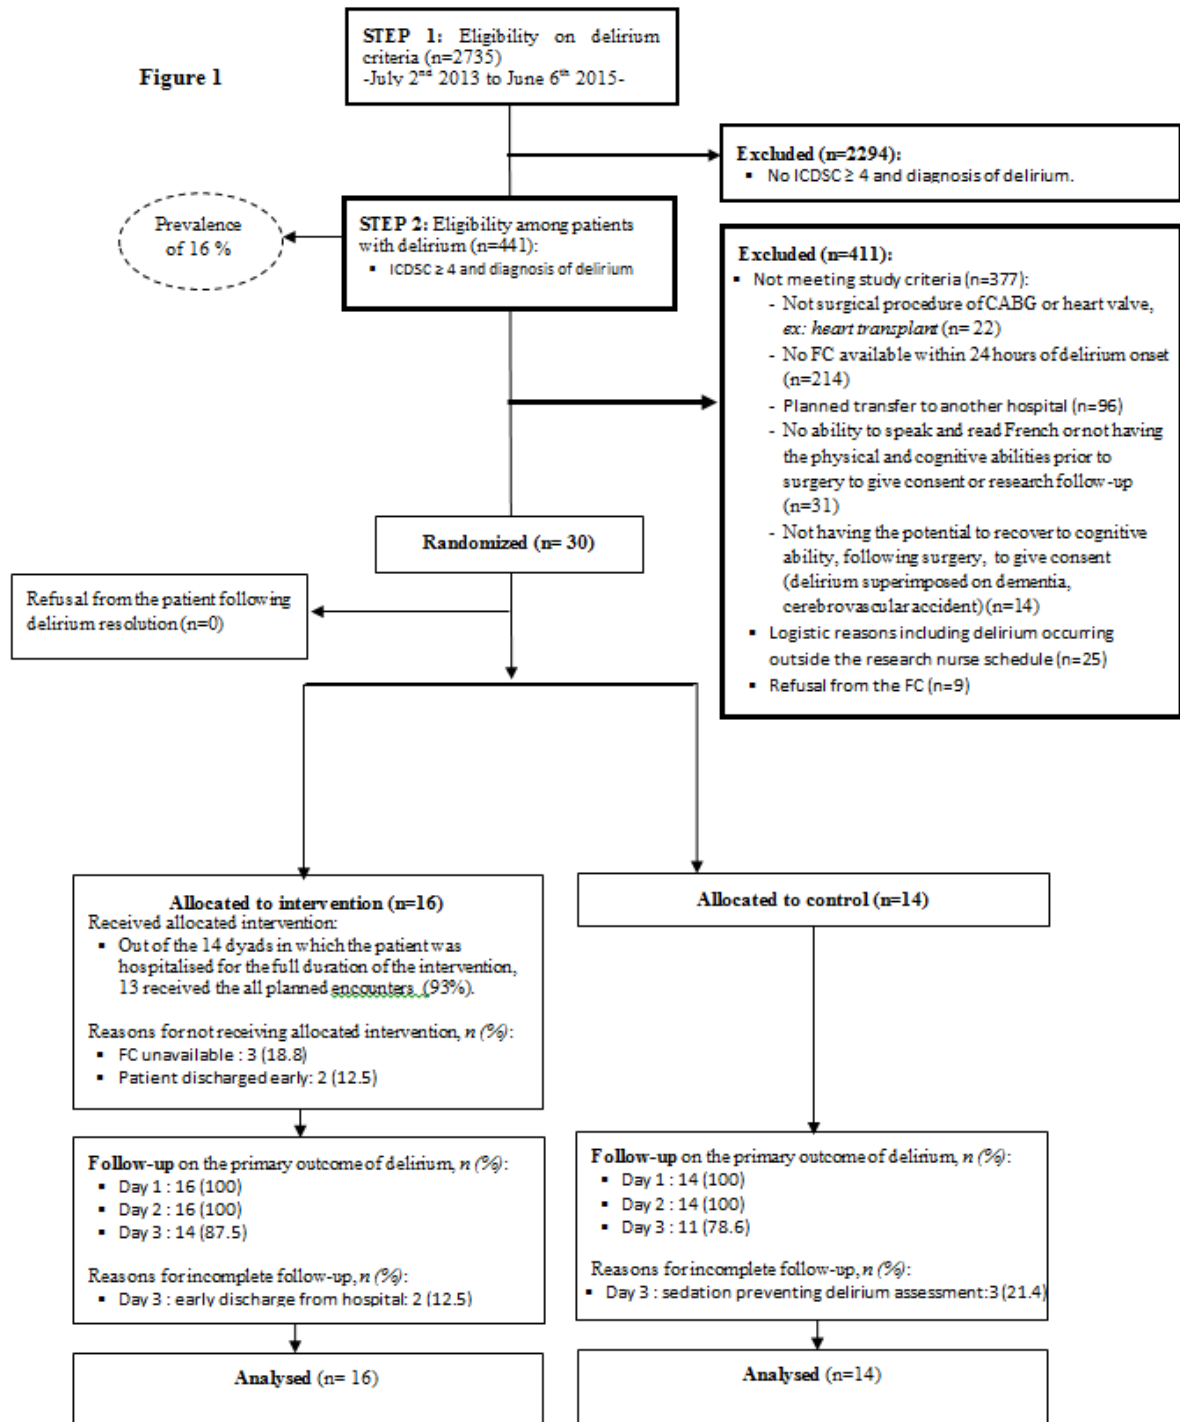 STEP 1: Eligibility on delirium
criteria (n=2735)
-July 2nd 2013 to June 6th 2015-
Figure 1
Excluded (n=2294):
▪ No ICDSC ≥ 4 and diagnosis of delirium.
Prevalence
of 16 %
STEP 2: Eligibility among patients
with delirium (n=441):
▪ ICDSC ≥ 4 and diagnosis of delirium
Excluded (n=411):
▪ Not meeting study criteria (n=377):
- Not surgical procedure of CABG or heart valve,
ex: heart transplant (n= 22)
- No FC available within 24 hours of delirium onset
(n=214)
- Planned transfer to another hospital (n=96)
- No ability to speak and read French or not having
the physical and cognitive abilities prior to
surgery to give consent or research follow-up
(n=31)
- Not having the potential to recover to cognitive
ability, following surgery, to give consent
(delirium superimposed on dementia,
cerebrovascular accident) (n=14)
▪ Logistic reasons including delirium occurring
outside the research nurse schedule (n=25)
▪ Refusal from the FC (n=9)
Randomized (n= 30)
Refusal from the patient following
delirium resolution (n=0)
Allocated to intervention (n=16)
Received allocated intervention:
▪ Out of the 14 dyads in which the patient was
hospitalised for the full duration of the intervention,
13 received the all planned encounters (93%).
Reasons for not receiving allocated intervention, n (%):
▪ FC unavailable : 3 (18.8)
▪ Patient discharged early: 2 (12.5)
Allocated to control (n=14)
Follow-up on the primary outcome of delirium, n (%):
▪ Day 1 : 16 (100)
▪ Day 2 : 16 (100)
▪ Day 3 : 14 (87.5)
Reasons for incomplete follow-up, n (%):
▪ Day 3 : early discharge from hospital: 2 (12.5)
Follow-up on the primary outcome of delirium, n (%):
▪ Day 1 : 14 (100)
▪ Day 2 : 14 (100)
▪ Day 3 : 11 (78.6)
Reasons for incomplete follow-up, n (%):
▪ Day 3 : sedation preventing delirium assessment:3 (21.4)
Analysed (n= 16)
Analysed (n=14)